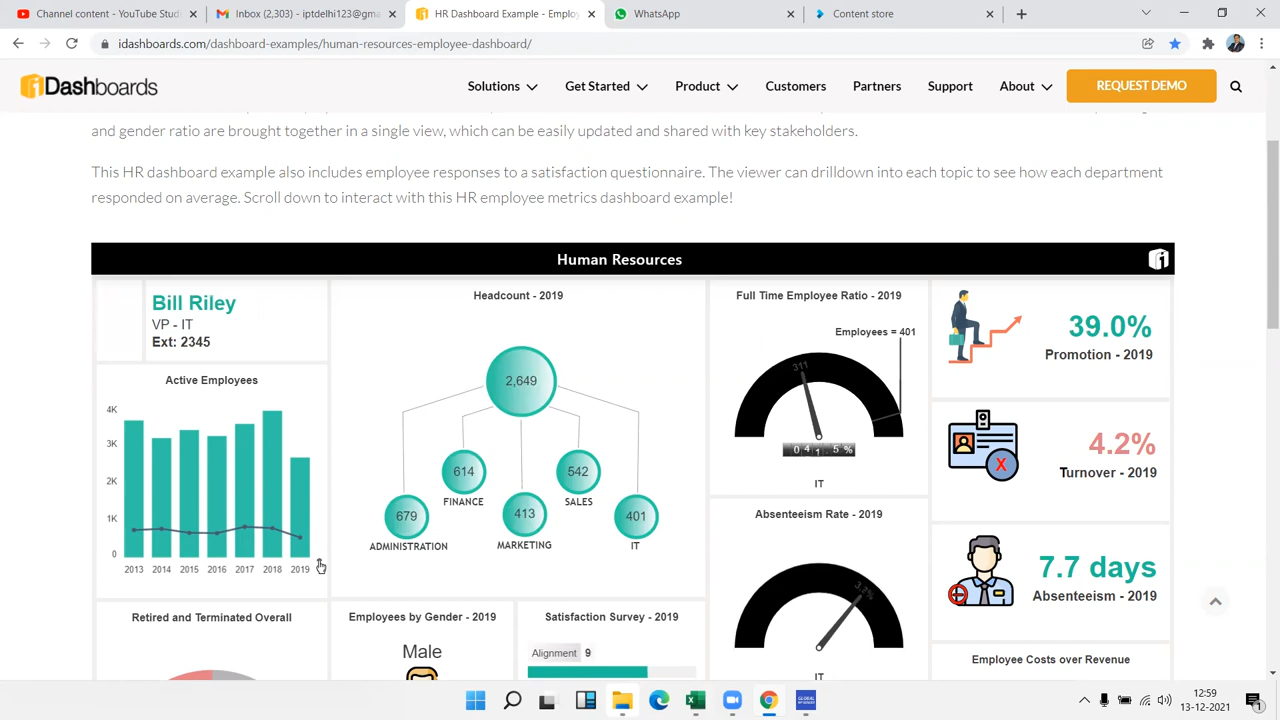 Channel content - YouTube Studi
Inbox (2,303) - iptdelhi123@gma
HR Dashboard Example - Employ
WhatsApp
Content store
idashboards.com/dashboard-examples/human-resources-employee-dashboard/
iDashboards
Solutions
Get Started
Product
Customers
Partners
Support
About
REQUEST DEMO
and gender ratio are brought together in a single view, which can be easily updated and shared with key stakeholders.
This HR dashboard example also includes employee responses to a satisfaction questionnaire. The viewer can drilldown into each topic to see how each department
responded on average. Scroll down to interact with this HR employee metrics dashboard example!
Human Resources
Bill Riley
VP - IT
Ext: 2345
Active Employees
4K
3K
2K
1K
0
2013 2014 2015 2016 2017 2018 2019
Headcount - 2019
2,649
614
FINANCE
542
SALES
679
ADMINISTRATION
413
MARKETING
401
IT
Full Time Employee Ratio - 2019
Employees = 401
311
IT
Absenteeism Rate - 2019
3.2%
IT
39.0%
Promotion - 2019
X
4.2%
Turnover - 2019
7.7 days
Absenteeism - 2019
Employee Costs over Revenue
Retired and Terminated Overall
Employees by Gender - 2019
Male
Satisfaction Survey - 2019
Alignment 9
12:59
13-12-2021